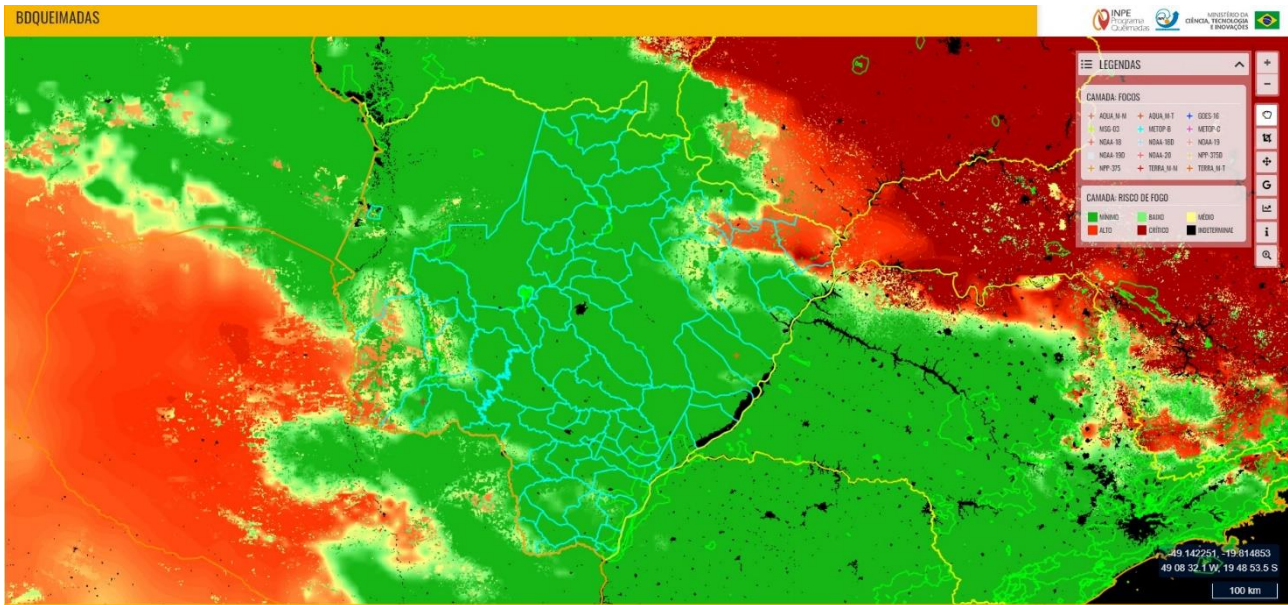 BDQUEIMADAS
INPE
Programa
Queimadas
MINISTÉRIO DA
CIÊNCIA, TECNOLOGIA
E INOVAÇÕES
LEGENDAS
CAMADA: FOCOS
AQUA_M-M AQUA_M-T GOES-16
MSG-03 METOP-B METOP-C
NOAA-18 NOAA-18D NOAA-19
NOAA-19D NOAA-20 NPP-375D
NPP-375 TERRA_M-M TERRA_M-T
CAMADA: RISCO DE FOGO
MÍNIMO BAIXO MÉDIO
ALTO CRÍTICO INDETERMINAE
-49.142251, -19.814853
49 08 32.1 W, 19 48 53.5 S
100 km